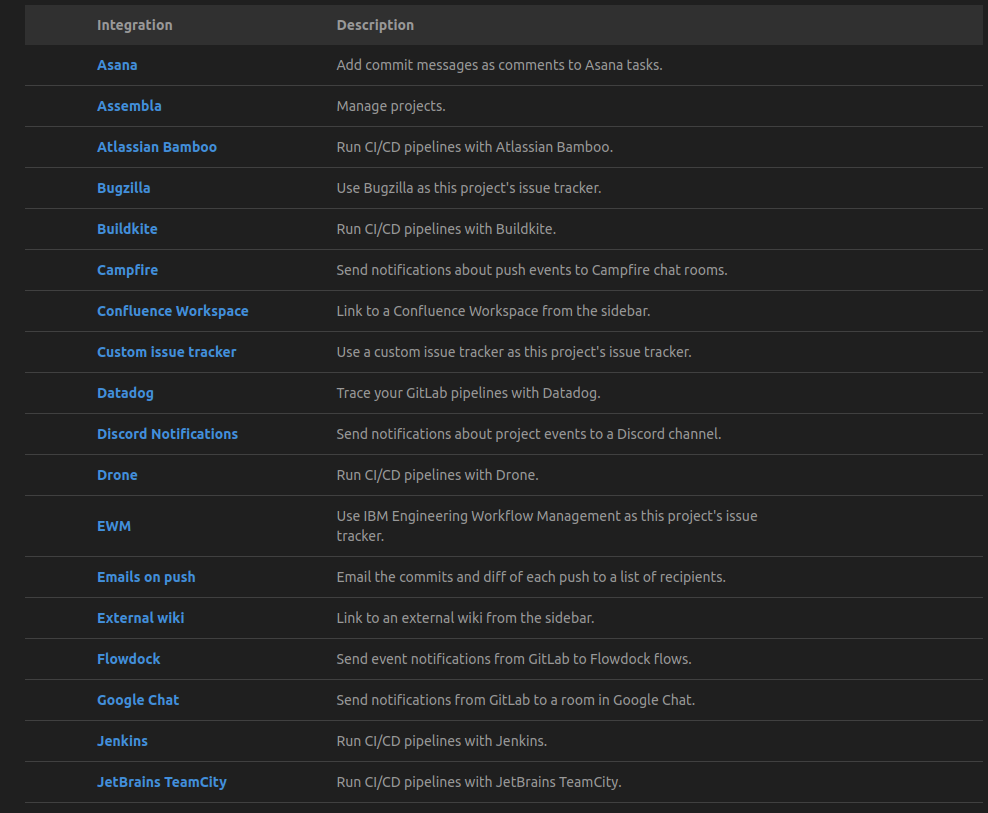 Integration Description
Asana Add commit messages as comments to Asana tasks.
Assembla Manage projects.
Atlassian Bamboo Run CI/CD pipelines with Atlassian Bamboo.
Bugzilla Use Bugzilla as this project's issue tracker.
Buildkite Run CI/CD pipelines with Buildkite.
Campfire Send notifications about push events to Campfire chat rooms.
Confluence Workspace Link to a Confluence Workspace from the sidebar.
Custom issue tracker Use a custom issue tracker as this project's issue tracker.
Datadog Trace your GitLab pipelines with Datadog.
Discord Notifications Send notifications about project events to a Discord channel.
Drone Run CI/CD pipelines with Drone.
EWM Use IBM Engineering Workflow Management as this project's issue
tracker.
Emails on push Email the commits and diff of each push to a list of recipients.
External wiki Link to an external wiki from the sidebar.
Flowdock Send event notifications from GitLab to Flowdock flows.
Google Chat Send notifications from GitLab to a room in Google Chat.
Jenkins Run CI/CD pipelines with Jenkins.
JetBrains TeamCity Run CI/CD pipelines with JetBrains TeamCity.